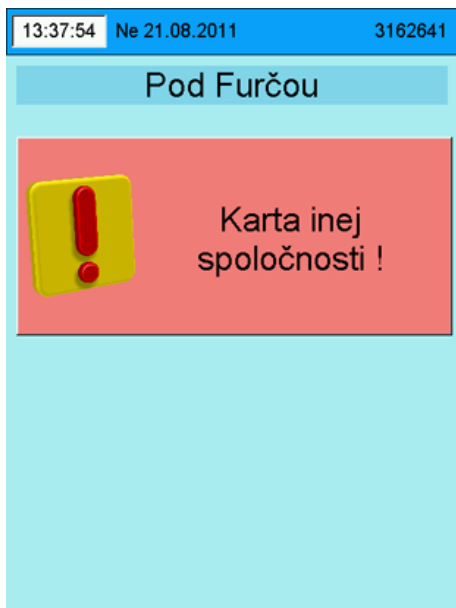 13:37:54 Ne 21.08.2011 3162641
Pod Furčou
Karta inej
spoločnosti !